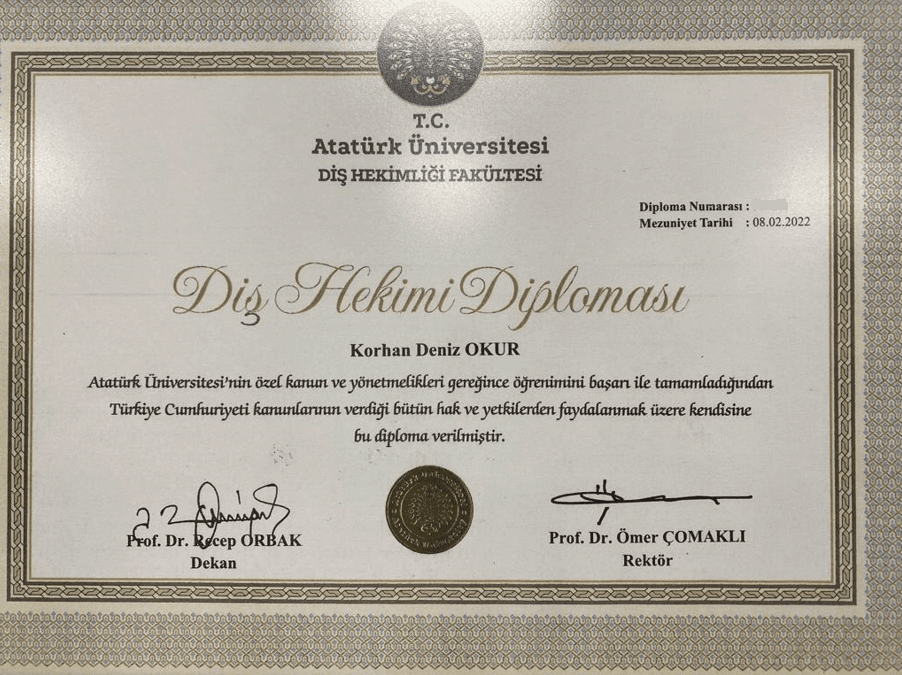 T.C.
Atatürk Üniversitesi
DİŞ HEKİMLİĞİ FAKÜLTESİ
Diploma Numarası :
Mezuniyet Tarihi : 08.02.2022
Diş Hekimi Diploması
Korhan Deniz OKUR
Atatürk Üniversitesi'nin özel kanun ve yönetmelikleri gereğince öğrenimini başarı ile tamamladığından
Türkiye Cumhuriyeti kanunlarının verdiği bütün hak ve yetkilerden faydalanmak üzere kendisine
bu diploma verilmiştir.
Prof. Dr. Recep ORBAK
Dekan
Prof. Dr. Ömer ÇOMAKLI
Rektör